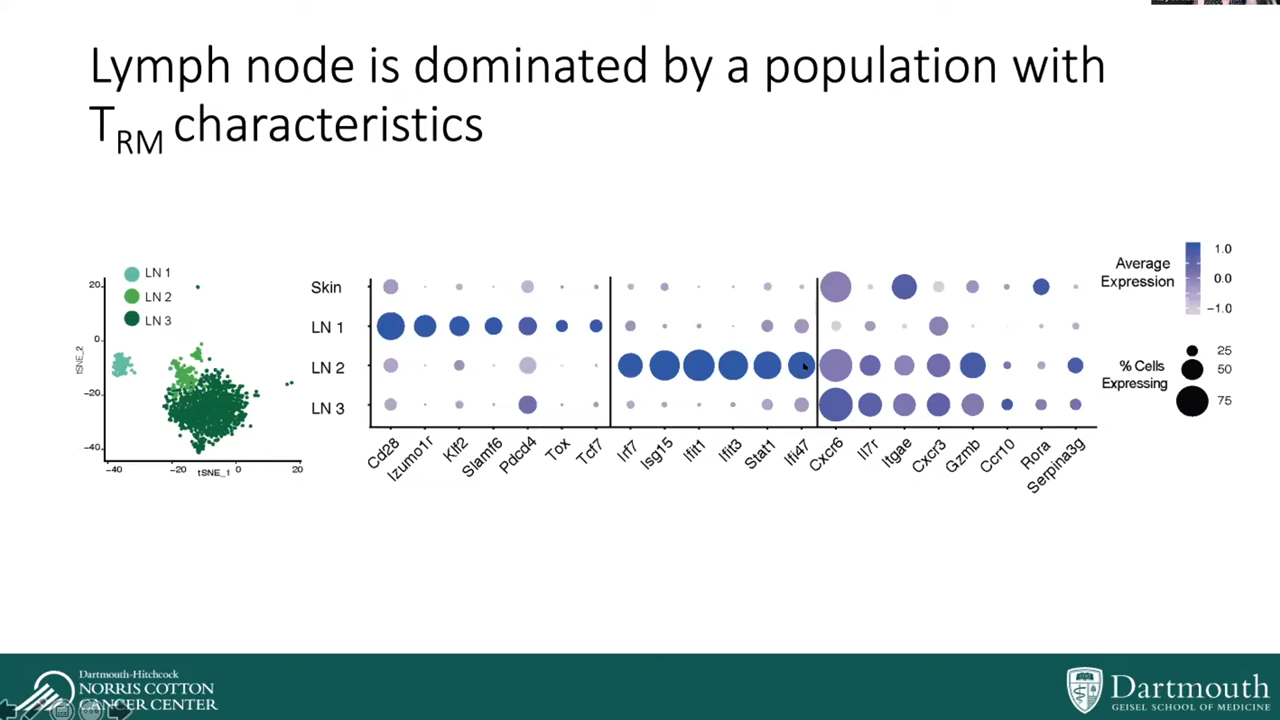 Lymph node is dominated by a population with
TRM characteristics
LN 1
LN 2
LN 3
20
0
−20
−40
tSNE_2
−40
−20
0
20
tSNE_1
Skin
LN 1
LN 2
LN 3
Cd28
Izumo1r
Klf2
Slamf6
Pdcd4
Tox
Tcf7
Irf7
Isg15
Ifit1
Ifit3
Stat1
Ifi47
Cxcr6
Il7r
Itgae
Cxcr3
Gzmb
Ccr10
Rora
Serpina3g
Average
Expression
1.0
0.0
−1.0
% Cells
Expressing
25
50
75
Dartmouth-Hitchcock
NORRIS COTTON
CANCER CENTER
Dartmouth
GEISEL SCHOOL OF MEDICINE